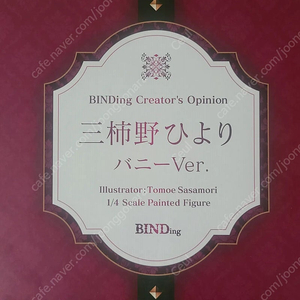 BINDing Creator's Opinion
三柿野ひより
バニーVer.
Illustrator:Tomoe Sasamori
1/4 Scale Painted Figure
BINDing